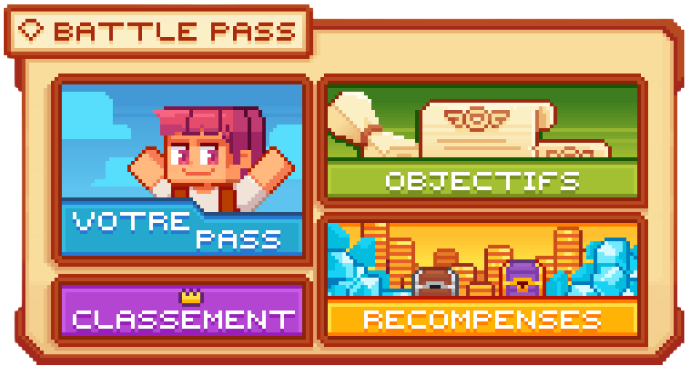 BATTLE PASS
VOTRE
PASS
OBJECTIFS
CLASSEMENT
RECOMPENSES